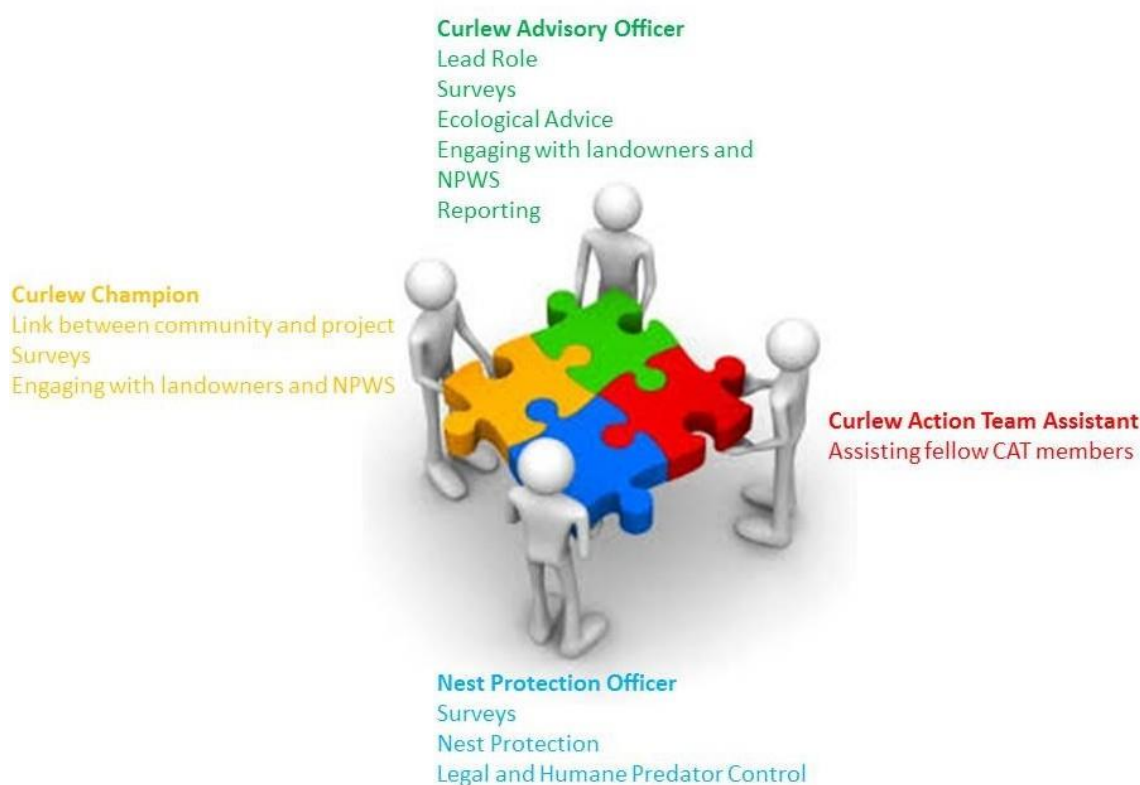 Curlew Advisory Officer
Lead Role
Surveys
Ecological Advice
Engaging with landowners and
NPWS
Reporting
Curlew Champion
Link between community and project
Surveys
Engaging with landowners and NPWS
Curlew Action Team Assistant
Assisting fellow CAT members
Nest Protection Officer
Surveys
Nest Protection
Legal and Humane Predator Control